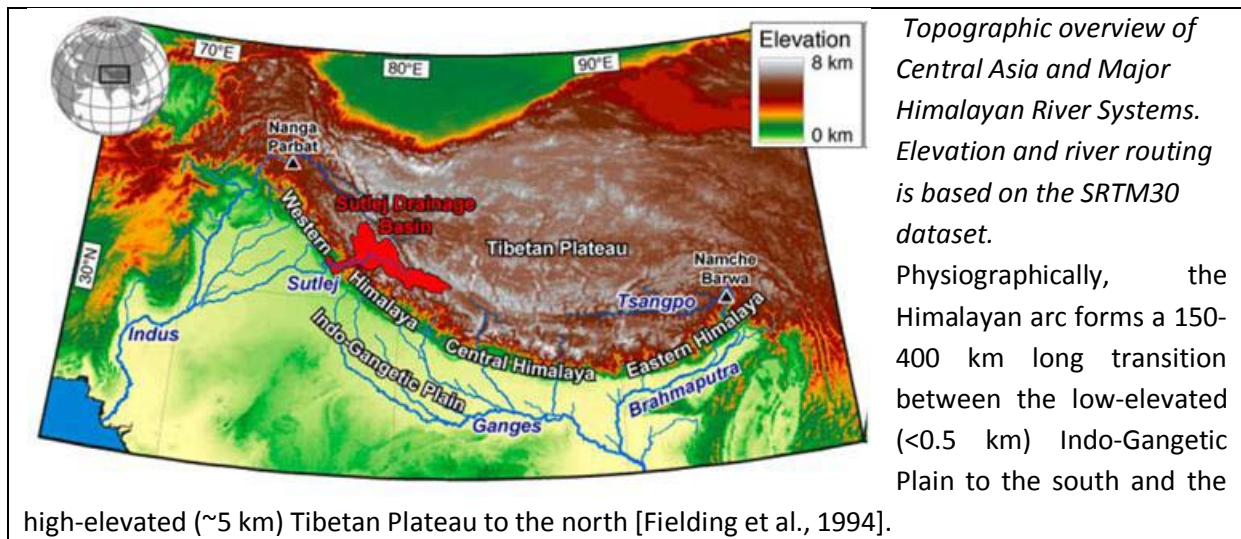 70°E
80°E
90°E
30°N
Elevation
8 km
0 km
Nanga
Parbat
Western
Himalaya
Sutlej Drainage
Basin
Sutlej
Tibetan Plateau
Namche
Barwa
Tsangpo
Indus
Indo-Gangetic Plain
Central Himalaya
Eastern Himalaya
Brahmaputra
Ganges
Topographic overview of
Central Asia and Major
Himalayan River Systems.
Elevation and river routing
is based on the SRTM30
dataset.
Physiographically, the
Himalayan arc forms a 150-
400 km long transition
between the low-elevated
(<0.5 km) Indo-Gangetic
Plain to the south and the
high-elevated (~5 km) Tibetan Plateau to the north [Fielding et al., 1994].